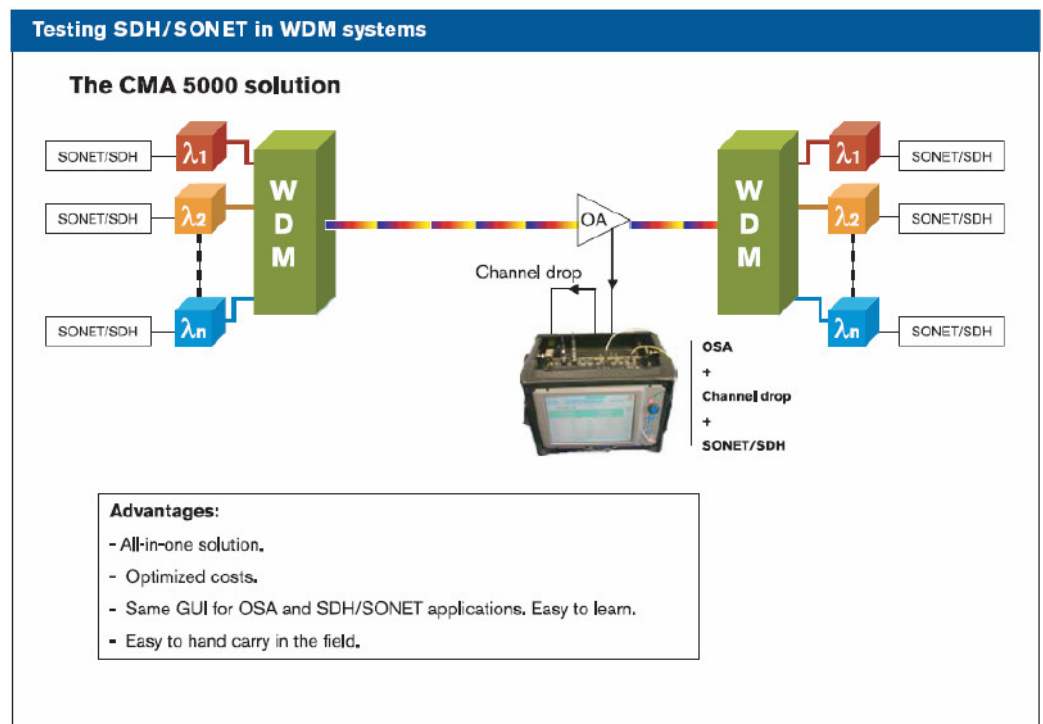 Testing SDH/SONET in WDM systems
The CMA 5000 solution
SONET/SDH
λ1
WDM
λ1
SONET/SDH
SONET/SDH
λ2
OA
WDM
λ2
SONET/SDH
Channel drop
SONET/SDH
λn
λn
SONET/SDH
OSA
+
Channel drop
+
SONET/SDH
Advantages:
- All-in-one solution.
- Optimized costs.
- Same GUI for OSA and SDH/SONET applications. Easy to learn.
- Easy to hand carry in the field.